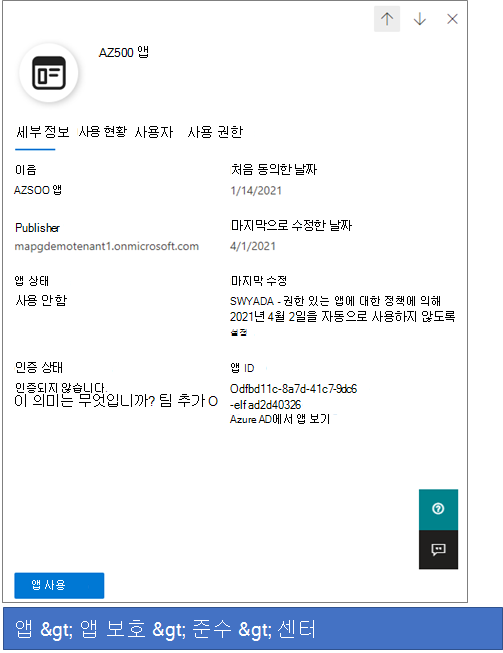 AZ500 앱
세부 정보 사용 현황 사용자 사용 권한
이름
AZSOO 앱
처음 동의한 날짜
1/14/2021
Publisher
mapgdemotenant1.onmicrosoft.com
마지막으로 수정한 날짜
4/1/2021
앱 상태
사용 안 함
마지막 수정
SWYADA - 권한 있는 앱에 대한 정책에 의해
2021년 4월 2일을 자동으로 사용하지 않도록
설정
인증 상태
인증되지 않습니다.
이 의미는 무엇입니까? 팀 추가 O
앱 ID
Odfbd11c-8a7d-41c7-9dc6
-elf ad2d40326
Azure AD에서 앱 보기
앱 사용
앱 &gt; 앱 보호 &gt; 준수 &gt; 센터